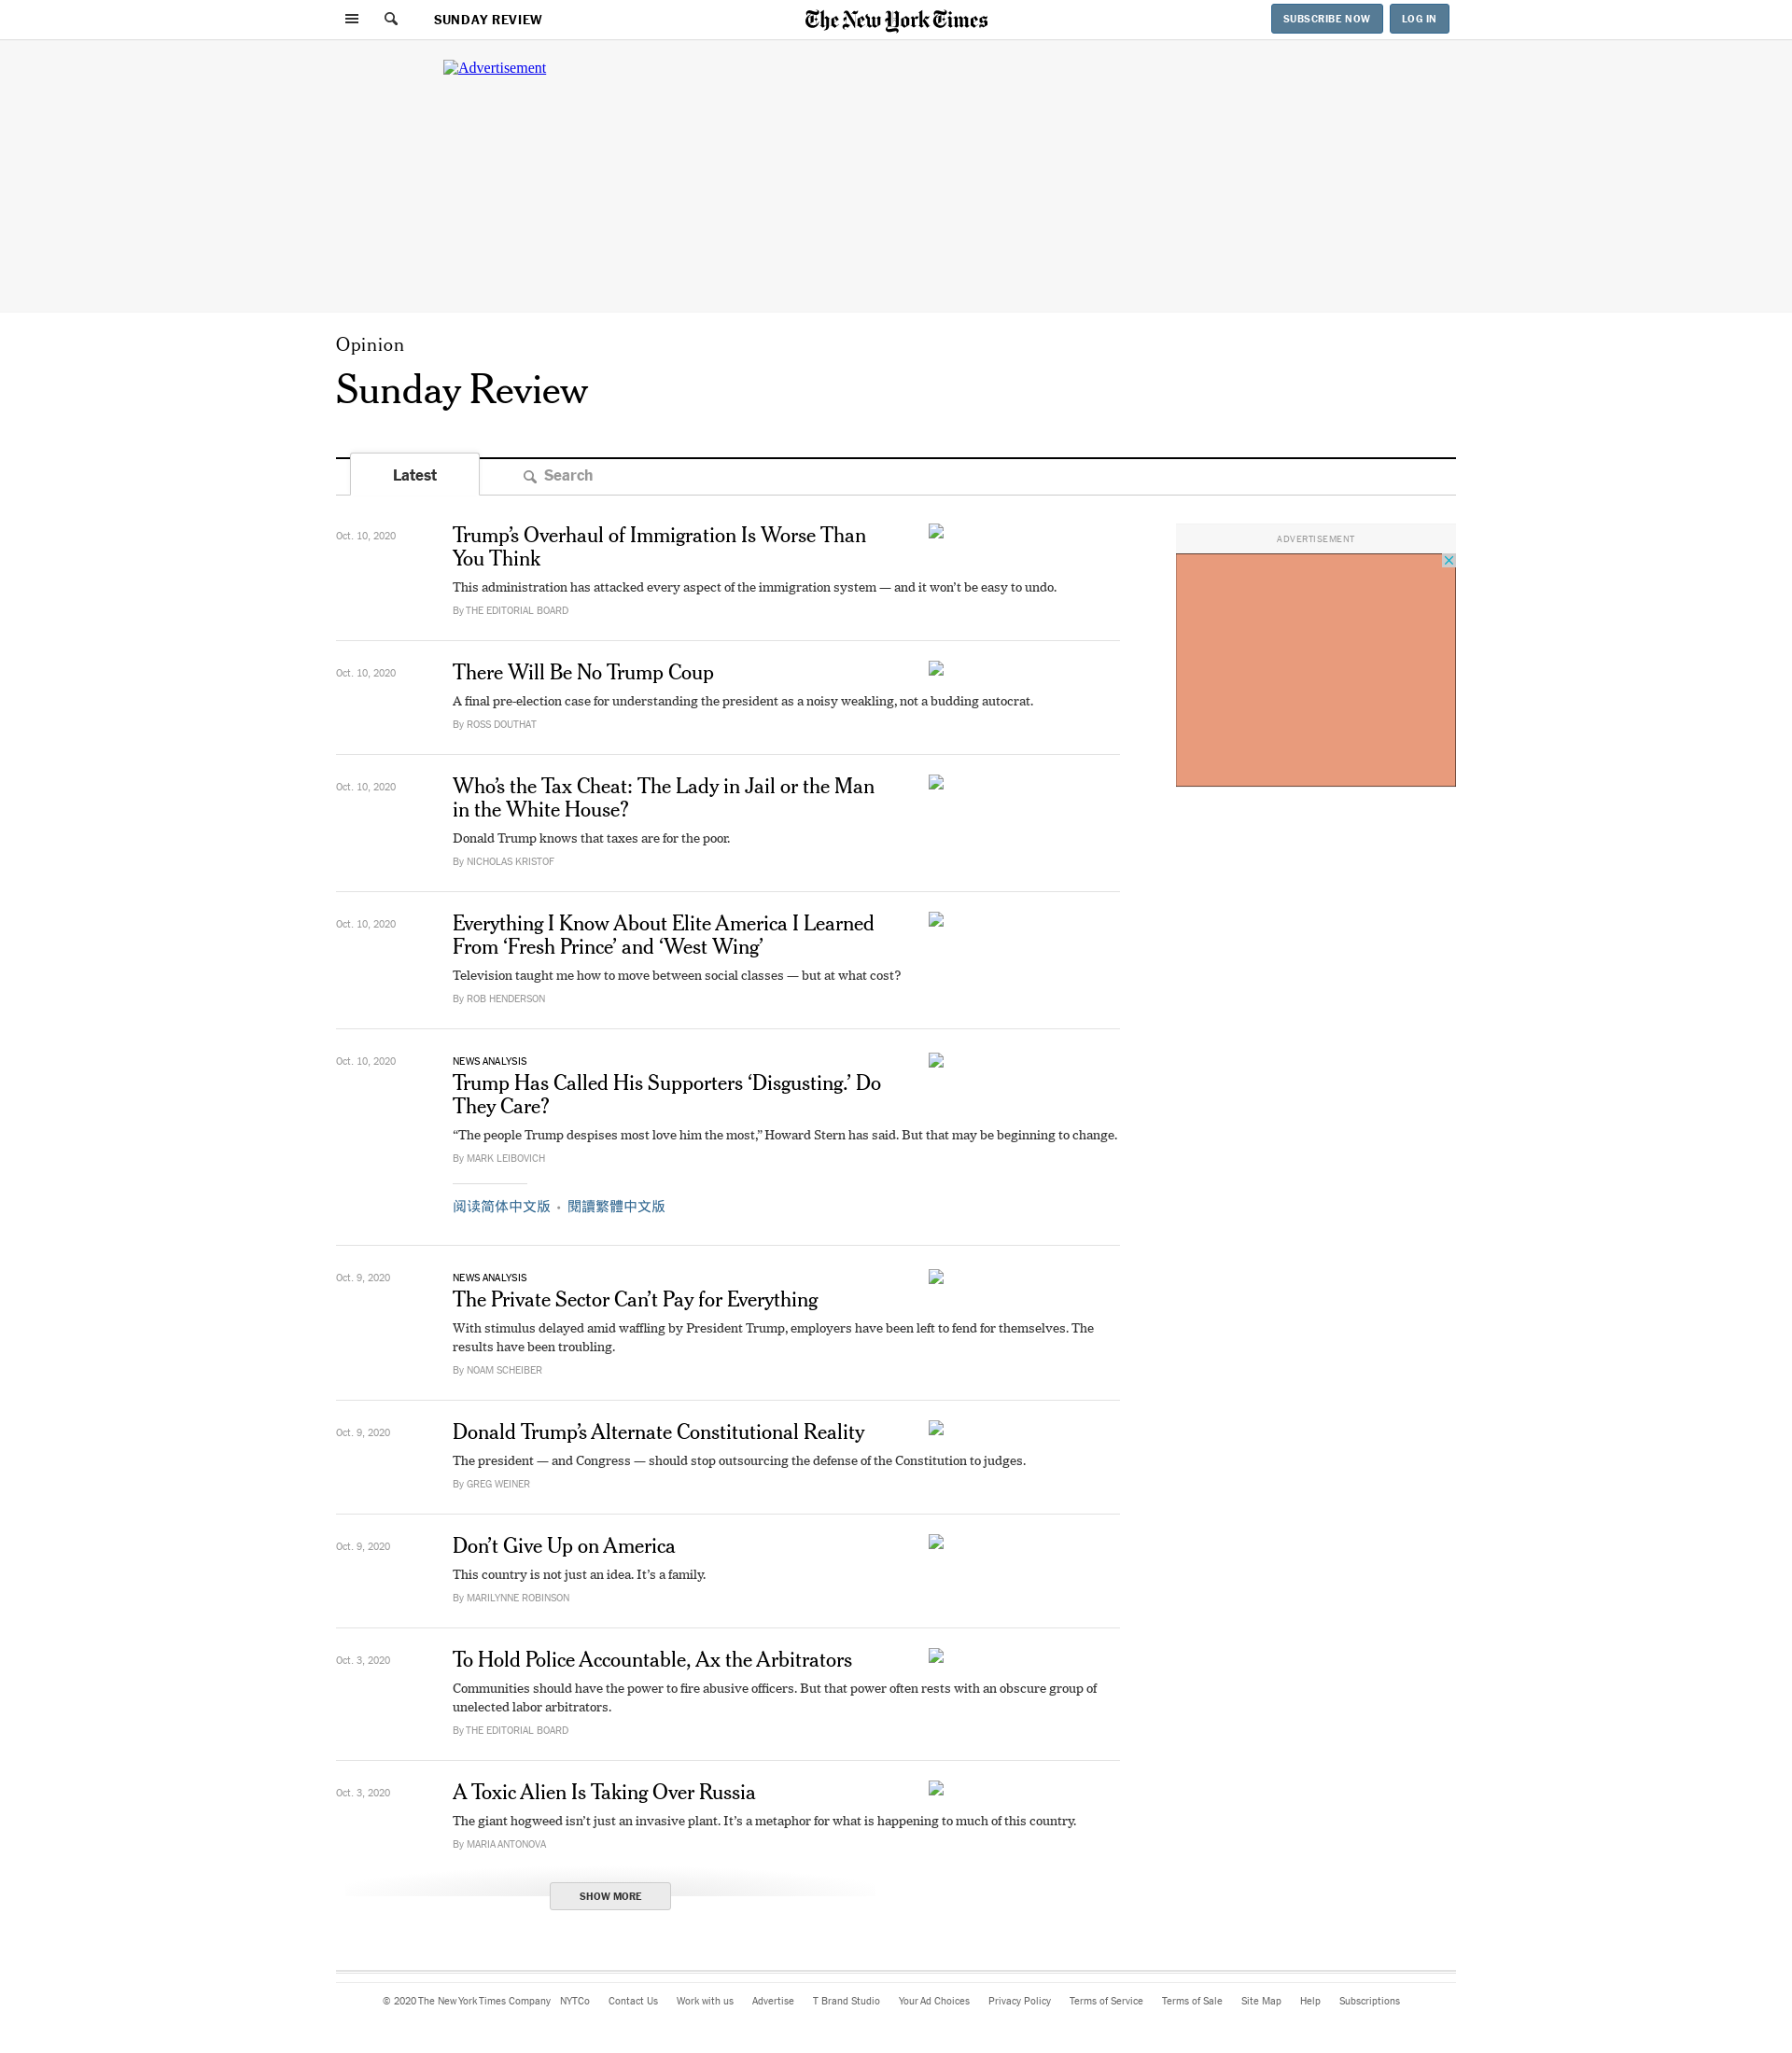 SUNDAY REVIEW
The New York Times
SUBSCRIBE NOW
LOG IN
Advertisement
Opinion
Sunday Review
Latest
Search
Oct. 10, 2020
Trump’s Overhaul of Immigration Is Worse Than
You Think
This administration has attacked every aspect of the immigration system — and it won’t be easy to undo.
By THE EDITORIAL BOARD
ADVERTISEMENT
Oct. 10, 2020
There Will Be No Trump Coup
A final pre-election case for understanding the president as a noisy weakling, not a budding autocrat.
By ROSS DOUTHAT
Oct. 10, 2020
Who’s the Tax Cheat: The Lady in Jail or the Man
in the White House?
Donald Trump knows that taxes are for the poor.
By NICHOLAS KRISTOF
Oct. 10, 2020
Everything I Know About Elite America I Learned
From ‘Fresh Prince’ and ‘West Wing’
Television taught me how to move between social classes — but at what cost?
By ROB HENDERSON
Oct. 10, 2020
NEWS ANALYSIS
Trump Has Called His Supporters ‘Disgusting.’ Do
They Care?
“The people Trump despises most love him the most,” Howard Stern has said. But that may be beginning to change.
By MARK LEIBOVICH
阅读简体中文版 • 閱讀繁體中文版
Oct. 9, 2020
NEWS ANALYSIS
The Private Sector Can’t Pay for Everything
With stimulus delayed amid waffling by President Trump, employers have been left to fend for themselves. The
results have been troubling.
By NOAM SCHEIBER
Oct. 9, 2020
Donald Trump’s Alternate Constitutional Reality
The president — and Congress — should stop outsourcing the defense of the Constitution to judges.
By GREG WEINER
Oct. 9, 2020
Don’t Give Up on America
This country is not just an idea. It’s a family.
By MARILYNNE ROBINSON
Oct. 3, 2020
To Hold Police Accountable, Ax the Arbitrators
Communities should have the power to fire abusive officers. But that power often rests with an obscure group of
unelected labor arbitrators.
By THE EDITORIAL BOARD
Oct. 3, 2020
A Toxic Alien Is Taking Over Russia
The giant hogweed isn’t just an invasive plant. It’s a metaphor for what is happening to much of this country.
By MARIA ANTONOVA
SHOW MORE
© 2020 The New York Times Company NYTCo Contact Us Work with us Advertise T Brand Studio Your Ad Choices Privacy Policy Terms of Service Terms of Sale Site Map Help Subscriptions